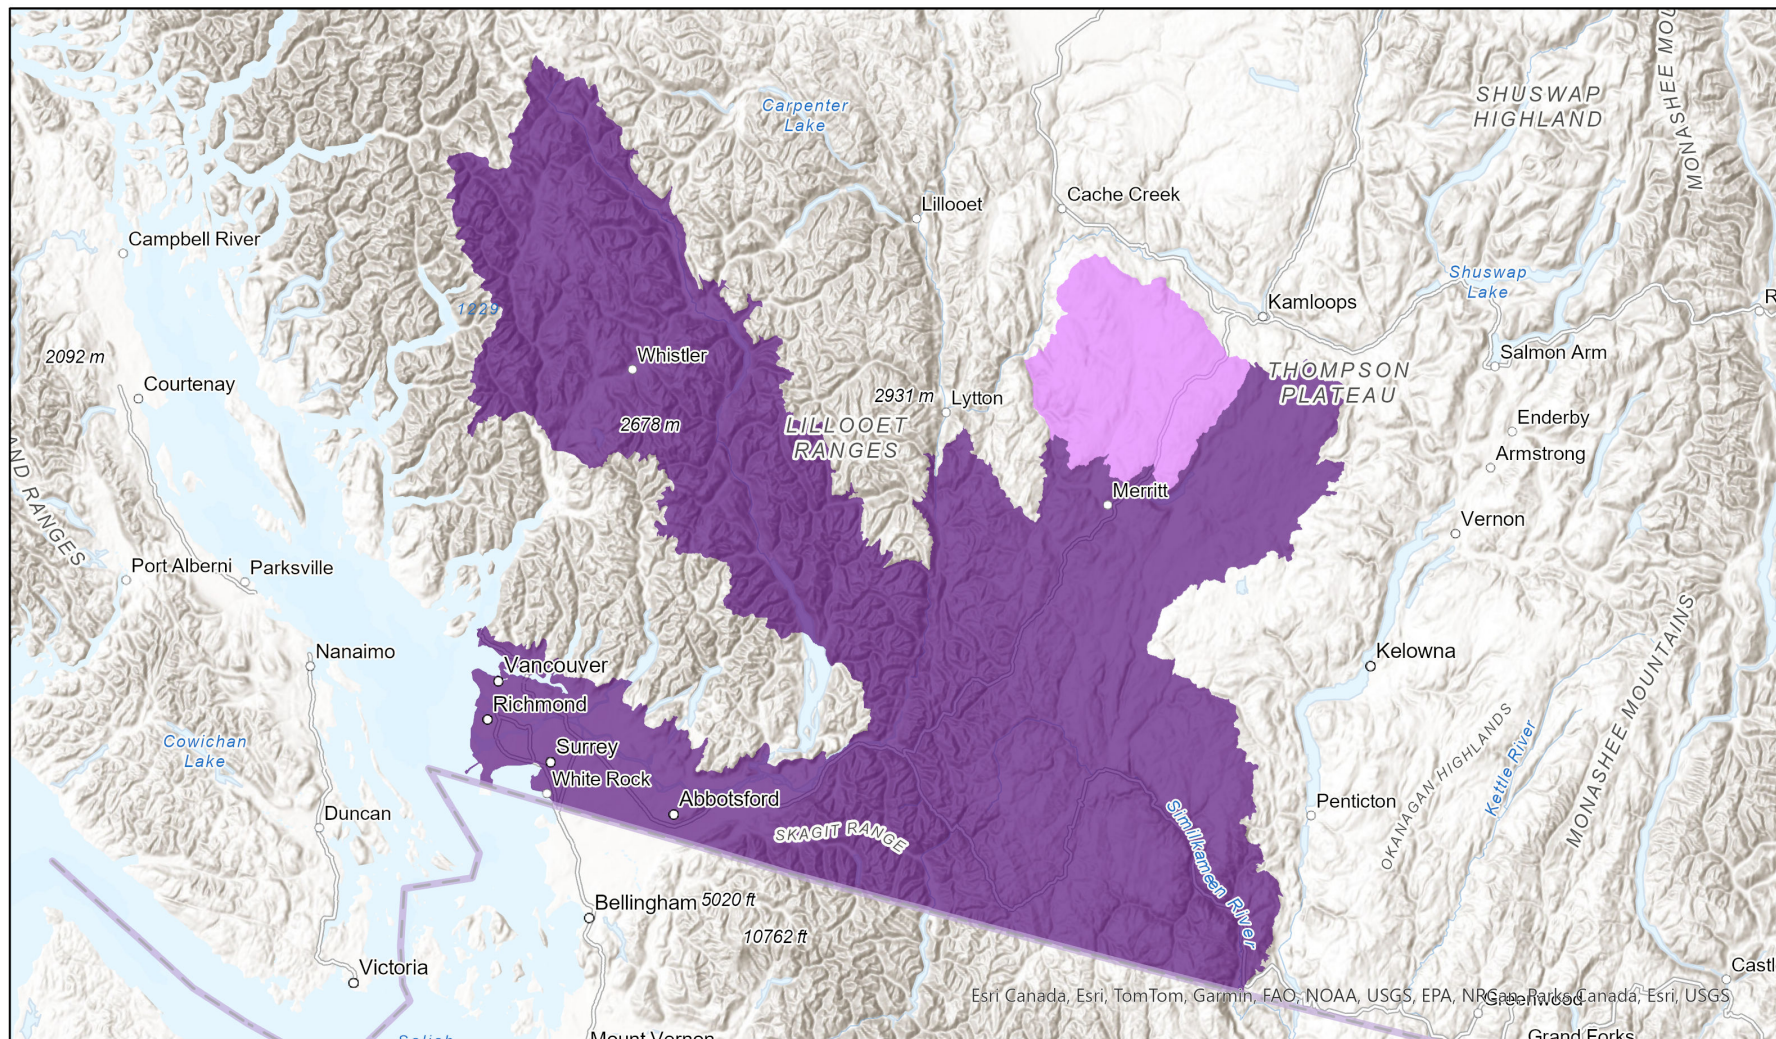 MONASHEE MOU
SHUSWAP
HIGHLAND
Carpenter
Lake
Cache Creek
Lillooet
Campbell River
Shuswap
Lake
Kamloops
R
1229
2092 m
Whistler
Salmon Arm
THOMPSON
PLATEAU
Courtenay
2931 m
Lytton
2678 m
LILLOOET
RANGES
Enderby
Armstrong
AND RANGES
Merritt
Vernon
Port Alberni
Parksville
Nanaimo
Vancouver
Kelowna
MONASHEE MOUNTAINS
Richmond
Cowichan
Lake
Surrey
White Rock
OKANAGAN HIGHLANDS
Kettle River
Abbotsford
Penticton
Duncan
SKAGIT RANGE
Similkameen River
Bellingham
5020 ft
10762 ft
Victoria
Castl
Esri Canada, Esri, TomTom, Garmin, FAO, NOAA, USGS, EPA, NRCan, Parks Canada, Esri, USGS
Greenwood
Salish
Mount Vernon
Grand Forks